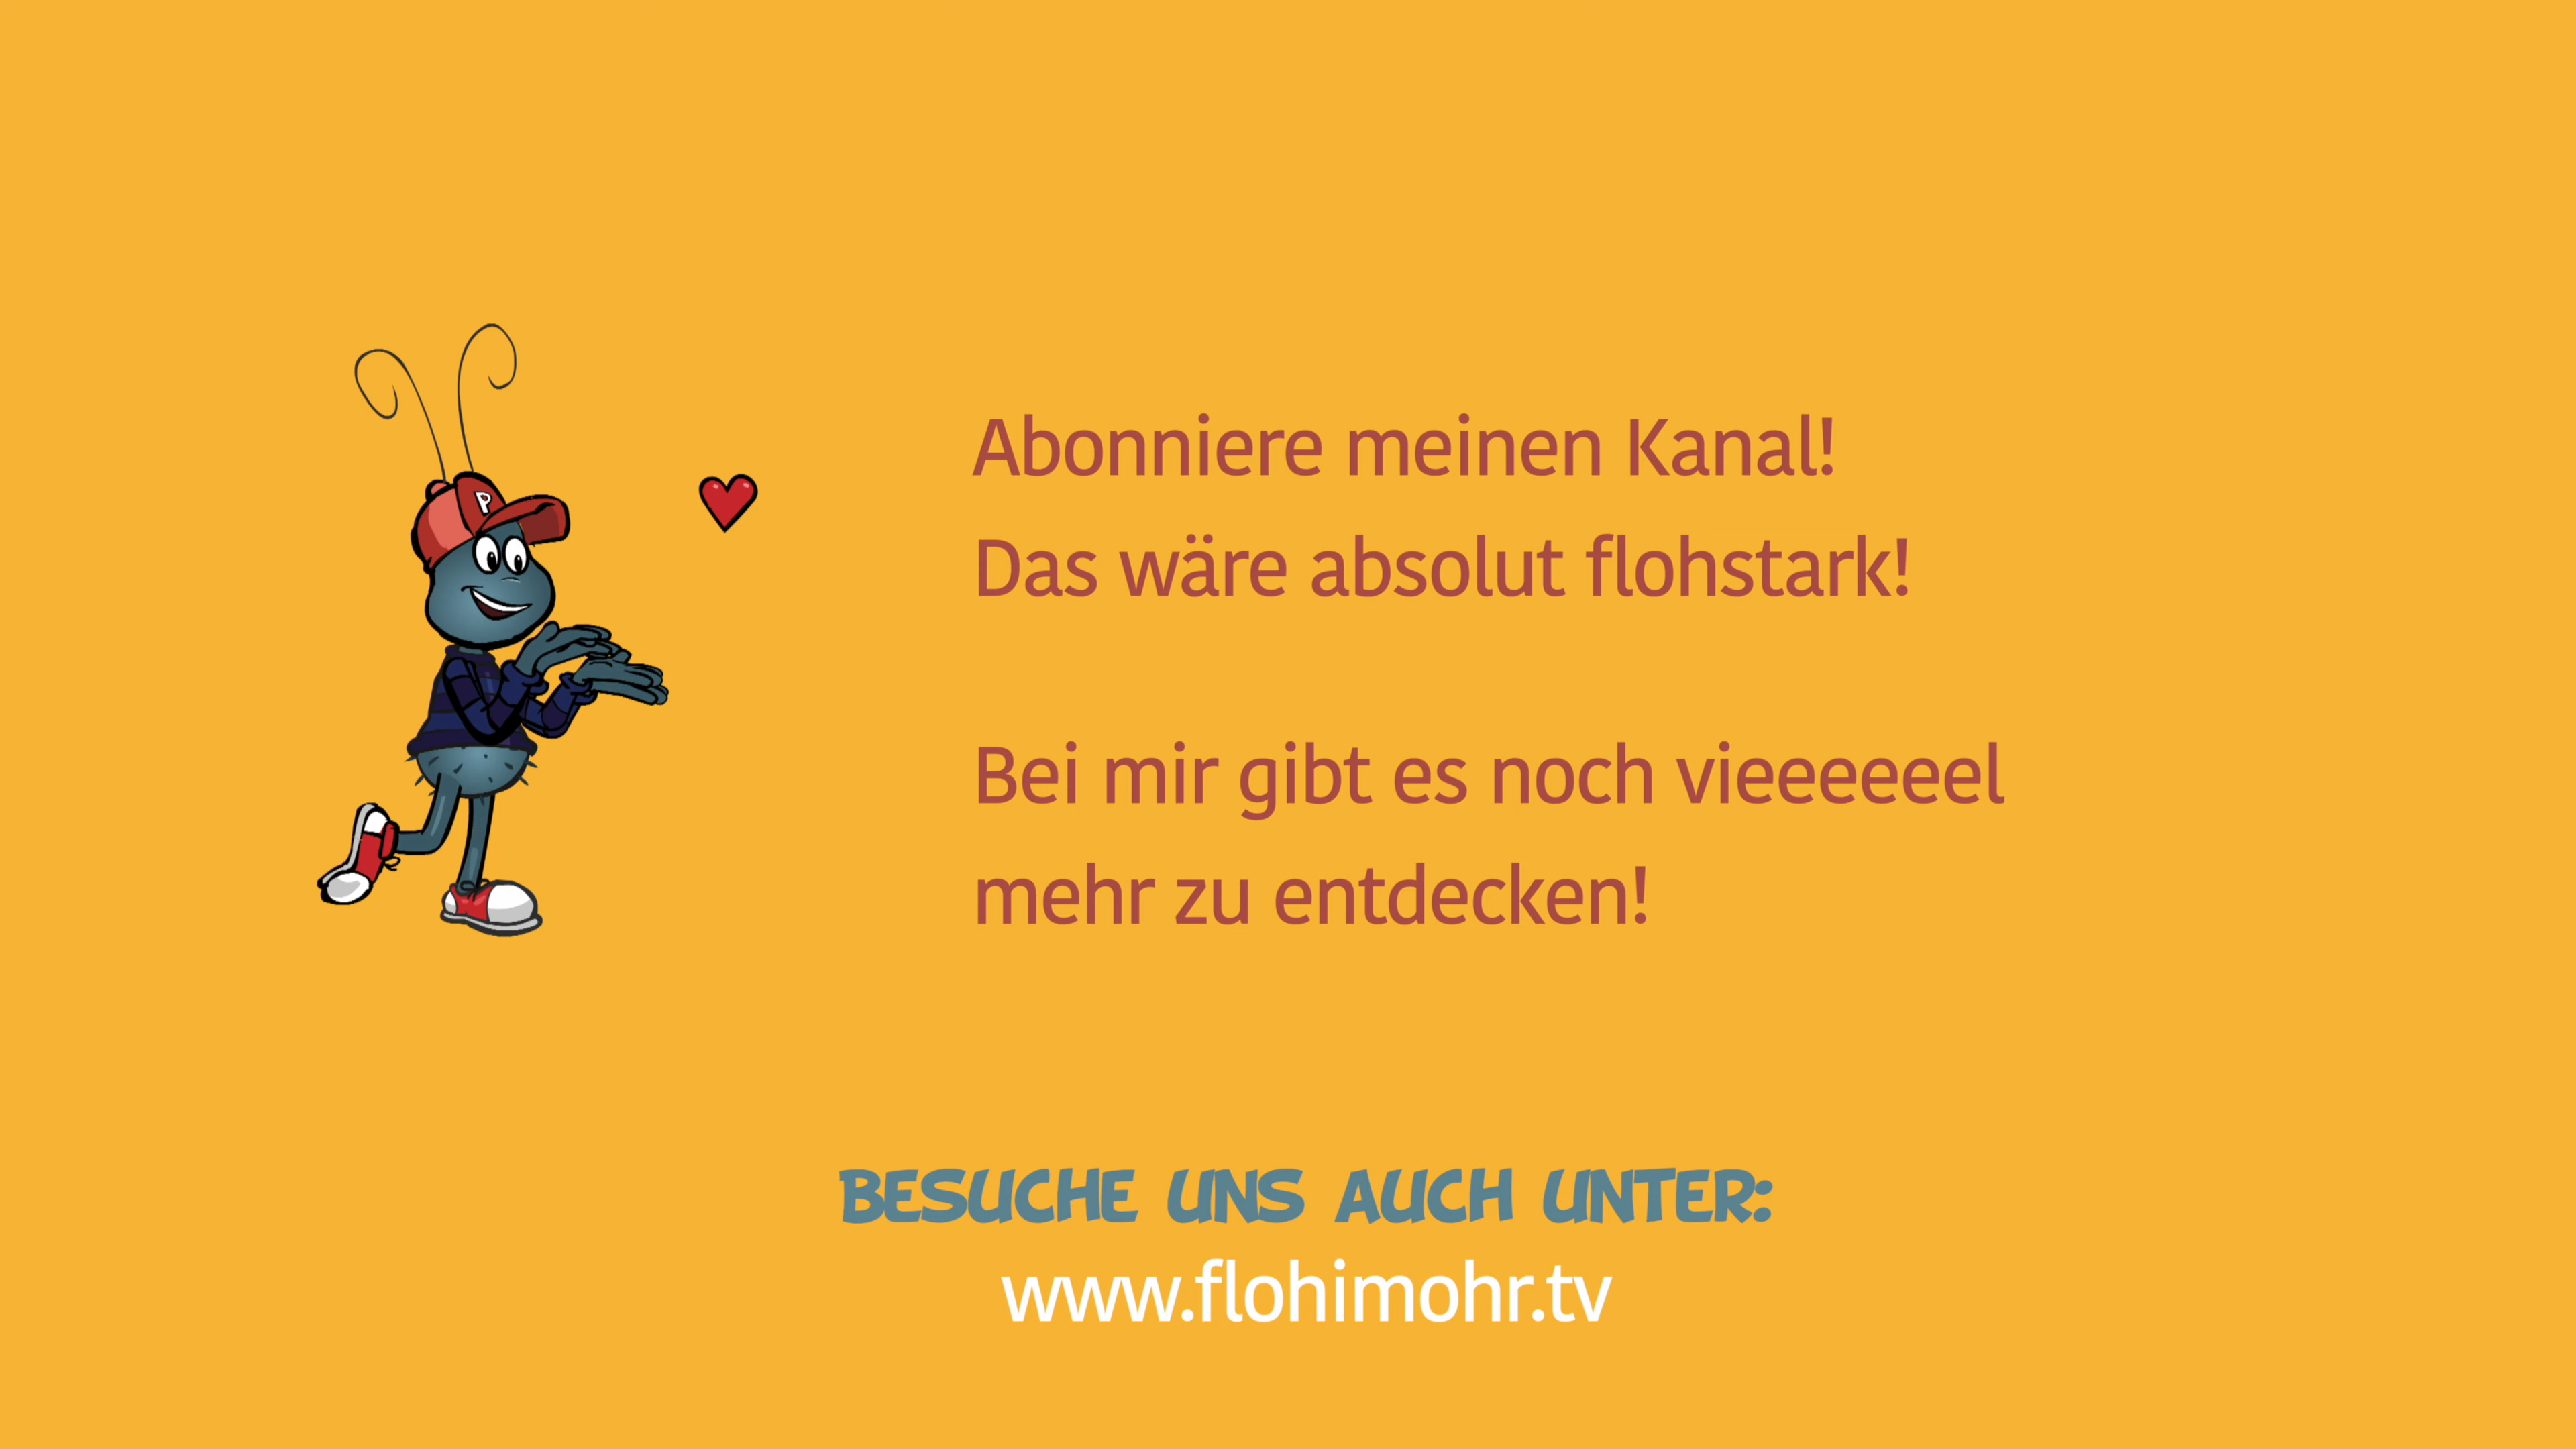 P
Abonniere meinen Kanal!
Das wäre absolut flohstark!
Bei mir gibt es noch vieeeeeeel
mehr zu entdecken!
BESUCHE UNS AUCH UNTER:
www.flohimohr.tv